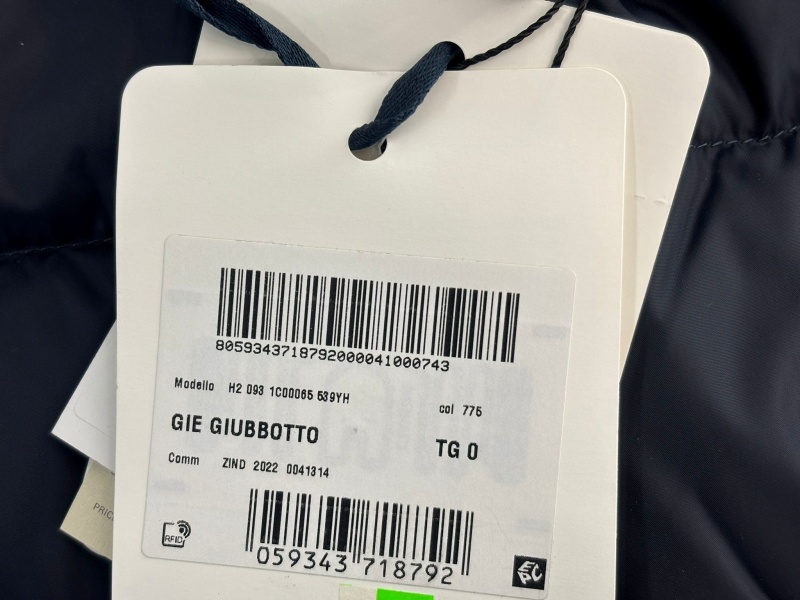 8059343718792000041000743
Modello H2 093 1C00065 539YH col 775
GIE GIUBBOTTO TG 0
Comm ZIND 2022 0041314
RFID
059343 718792
EPC